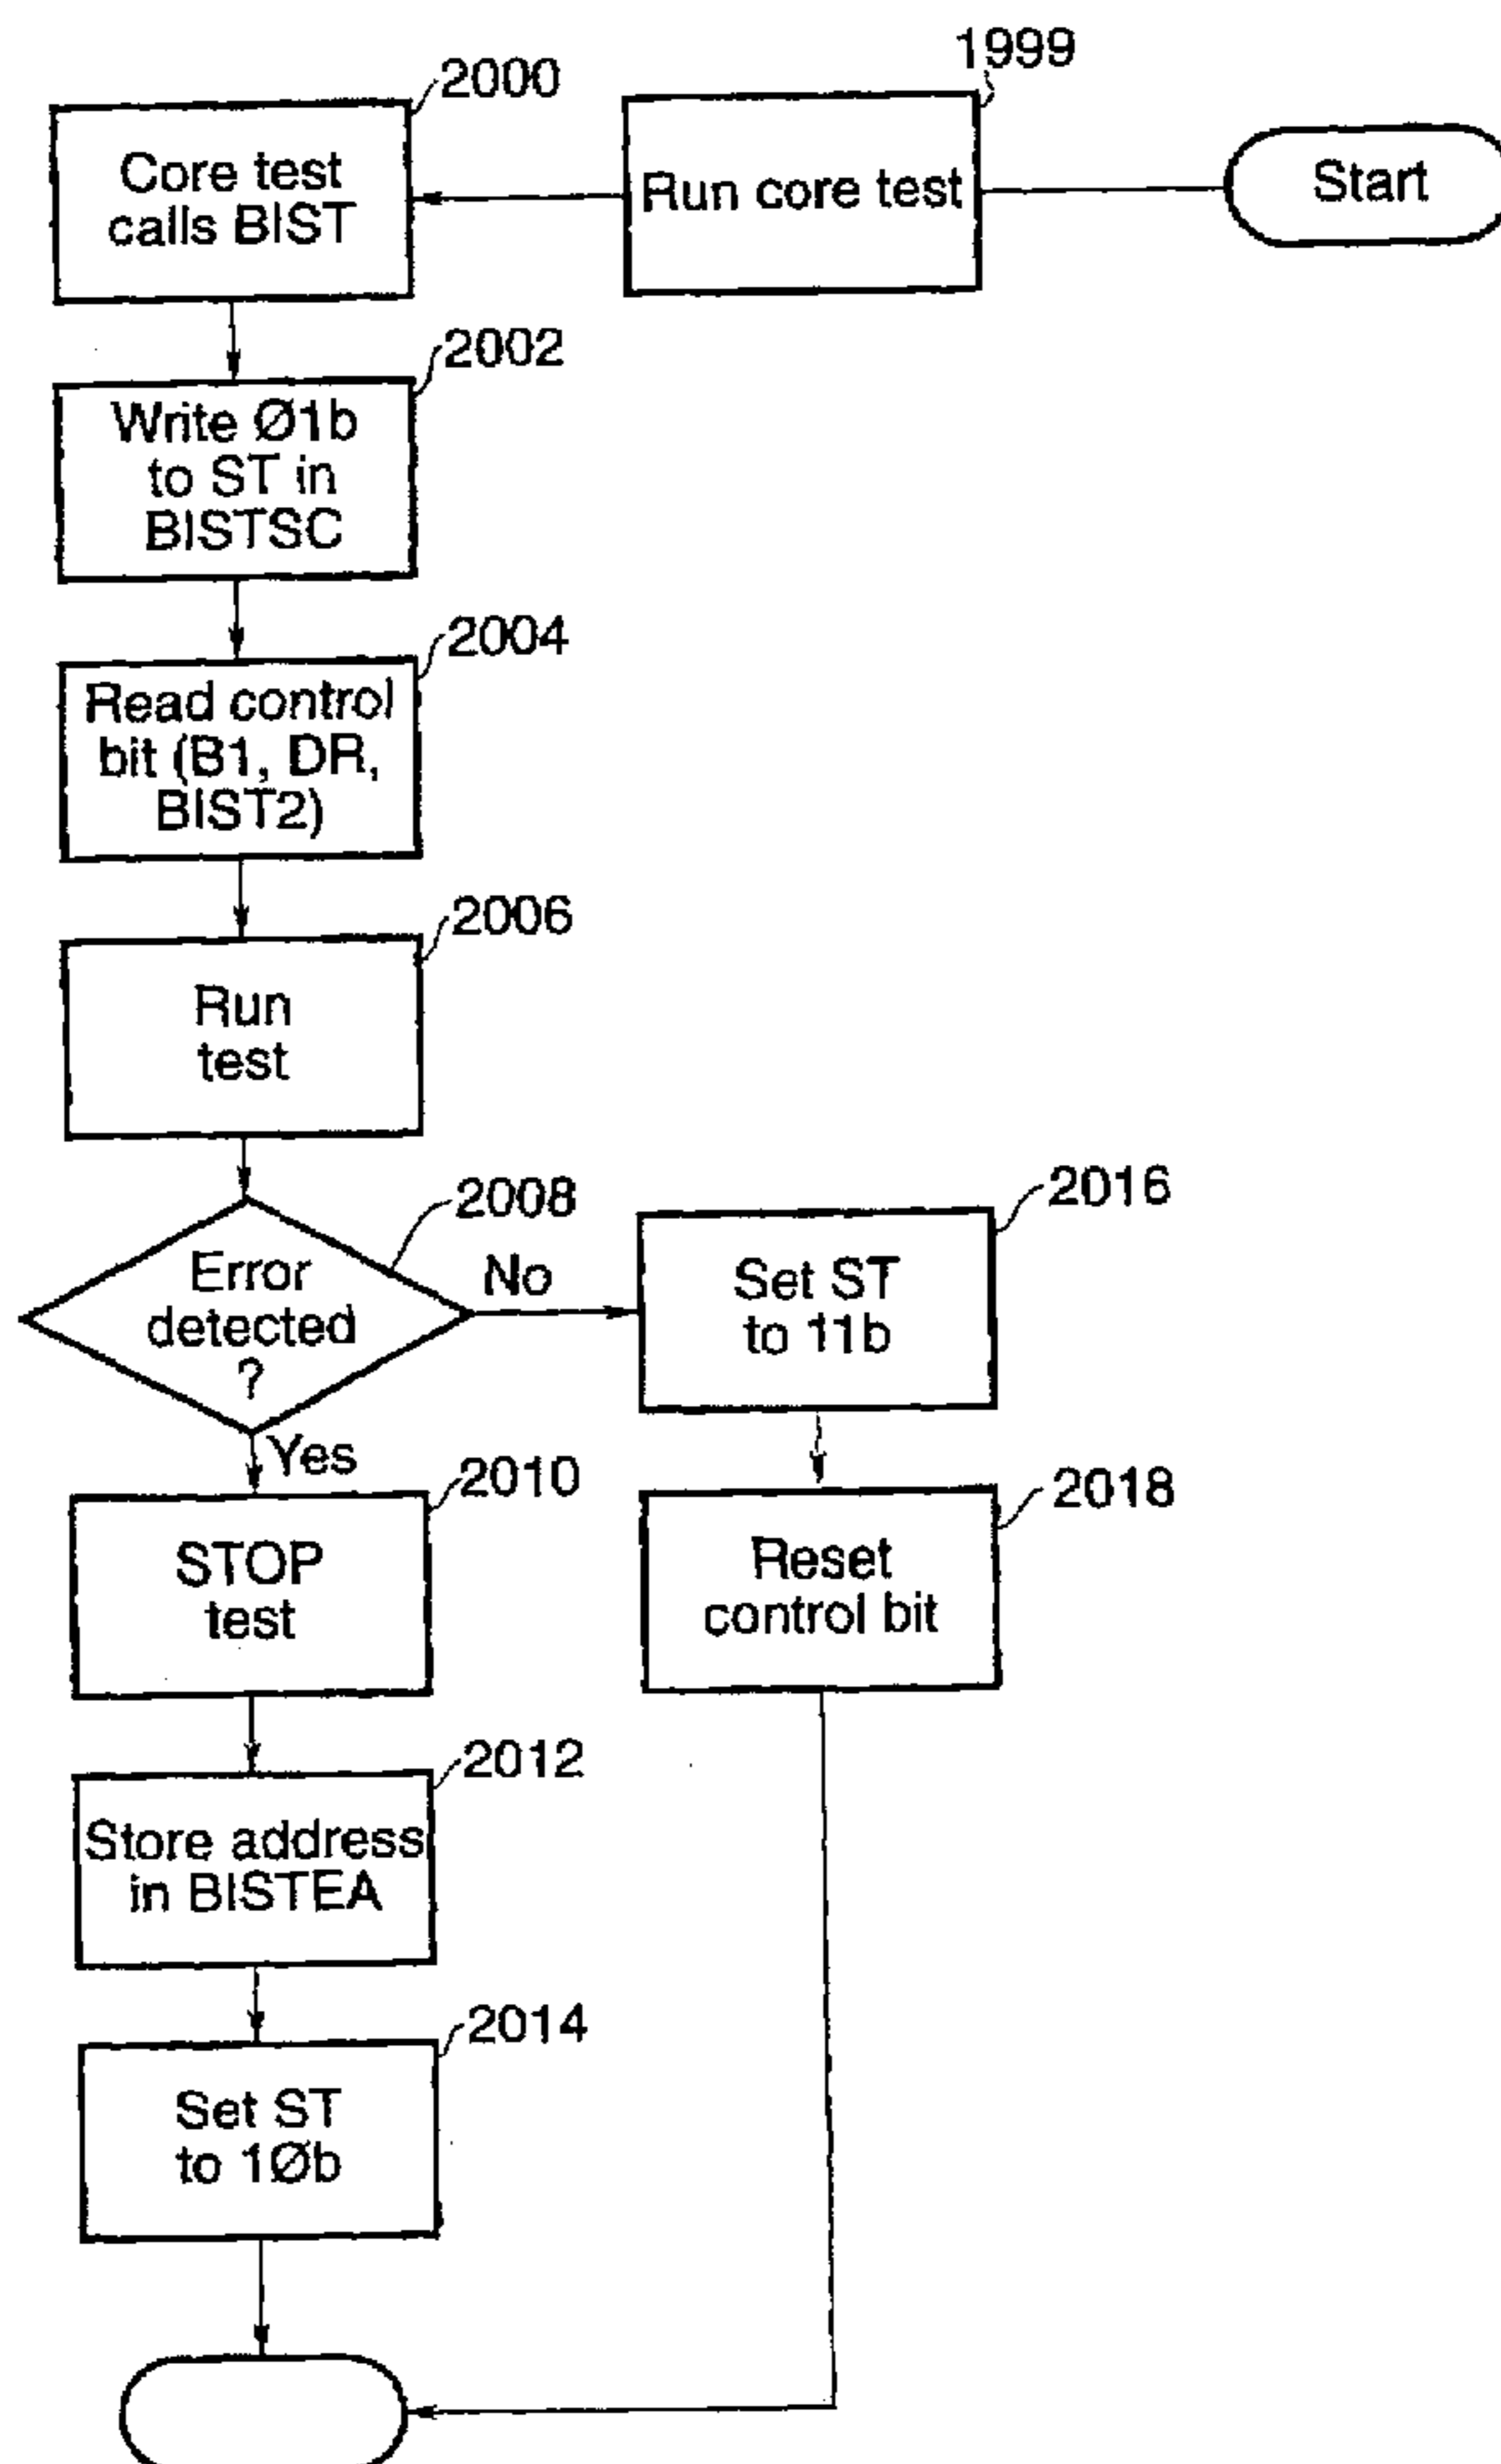 1999
Start
Run core test
2000
Core test
calls BIST
2002
Write Ø1b
to ST in
BISTSC
2004
Read control
bit (B1, DR,
BIST2)
2006
Run
test
2008
Error
detected
?
No
Yes
2016
Set ST
to 11b
2018
Reset
control bit
2010
STOP
test
2012
Store address
in BISTEA
2014
Set ST
to 1Øb